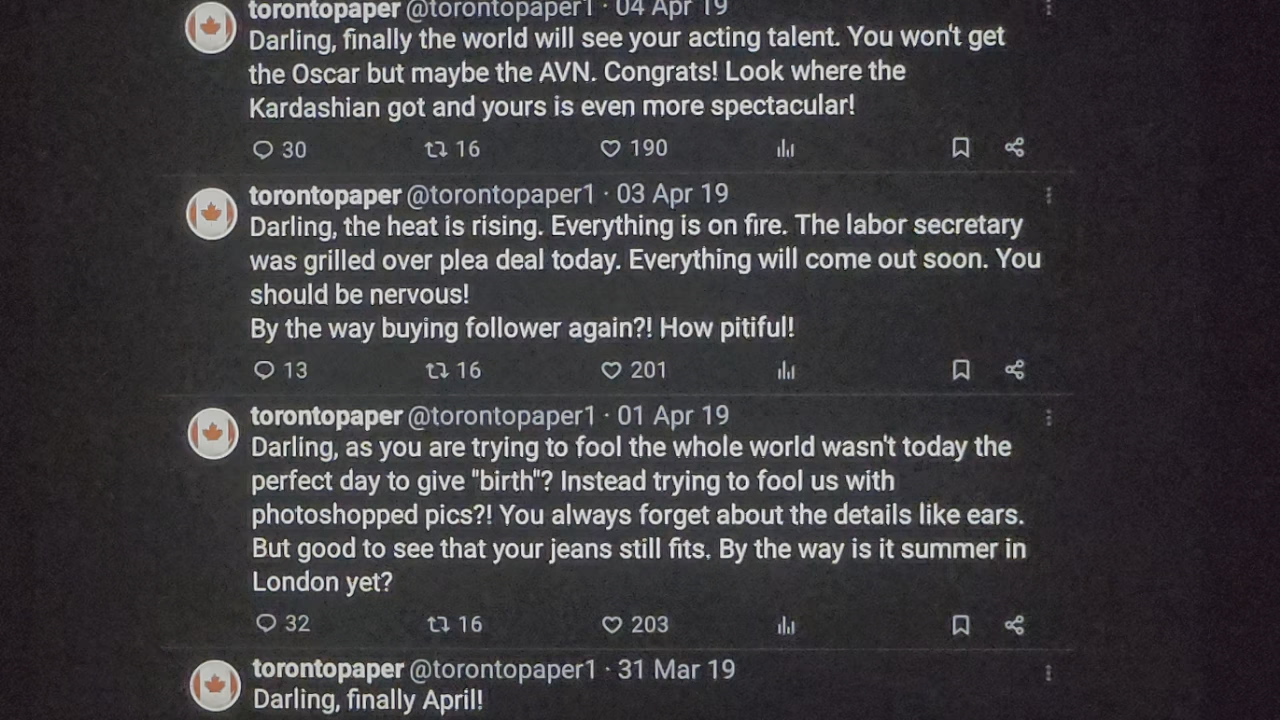 torontopaper @torontopaper1 · 04 Apr 19
Darling, finally the world will see your acting talent. You won't get
the Oscar but maybe the AVN. Congrats! Look where the
Kardashian got and yours is even more spectacular!
30 16 190
torontopaper @torontopaper1 · 03 Apr 19
Darling, the heat is rising. Everything is on fire. The labor secretary
was grilled over plea deal today. Everything will come out soon. You
should be nervous!
By the way buying follower again?! How pitiful!
13 16 201
torontopaper @torontopaper1 · 01 Apr 19
Darling, as you are trying to fool the whole world wasn't today the
perfect day to give "birth"? Instead trying to fool us with
photoshopped pics?! You always forget about the details like ears.
But good to see that your jeans still fits. By the way is it summer in
London yet?
32 16 203
torontopaper @torontopaper1 · 31 Mar 19
Darling, finally April!